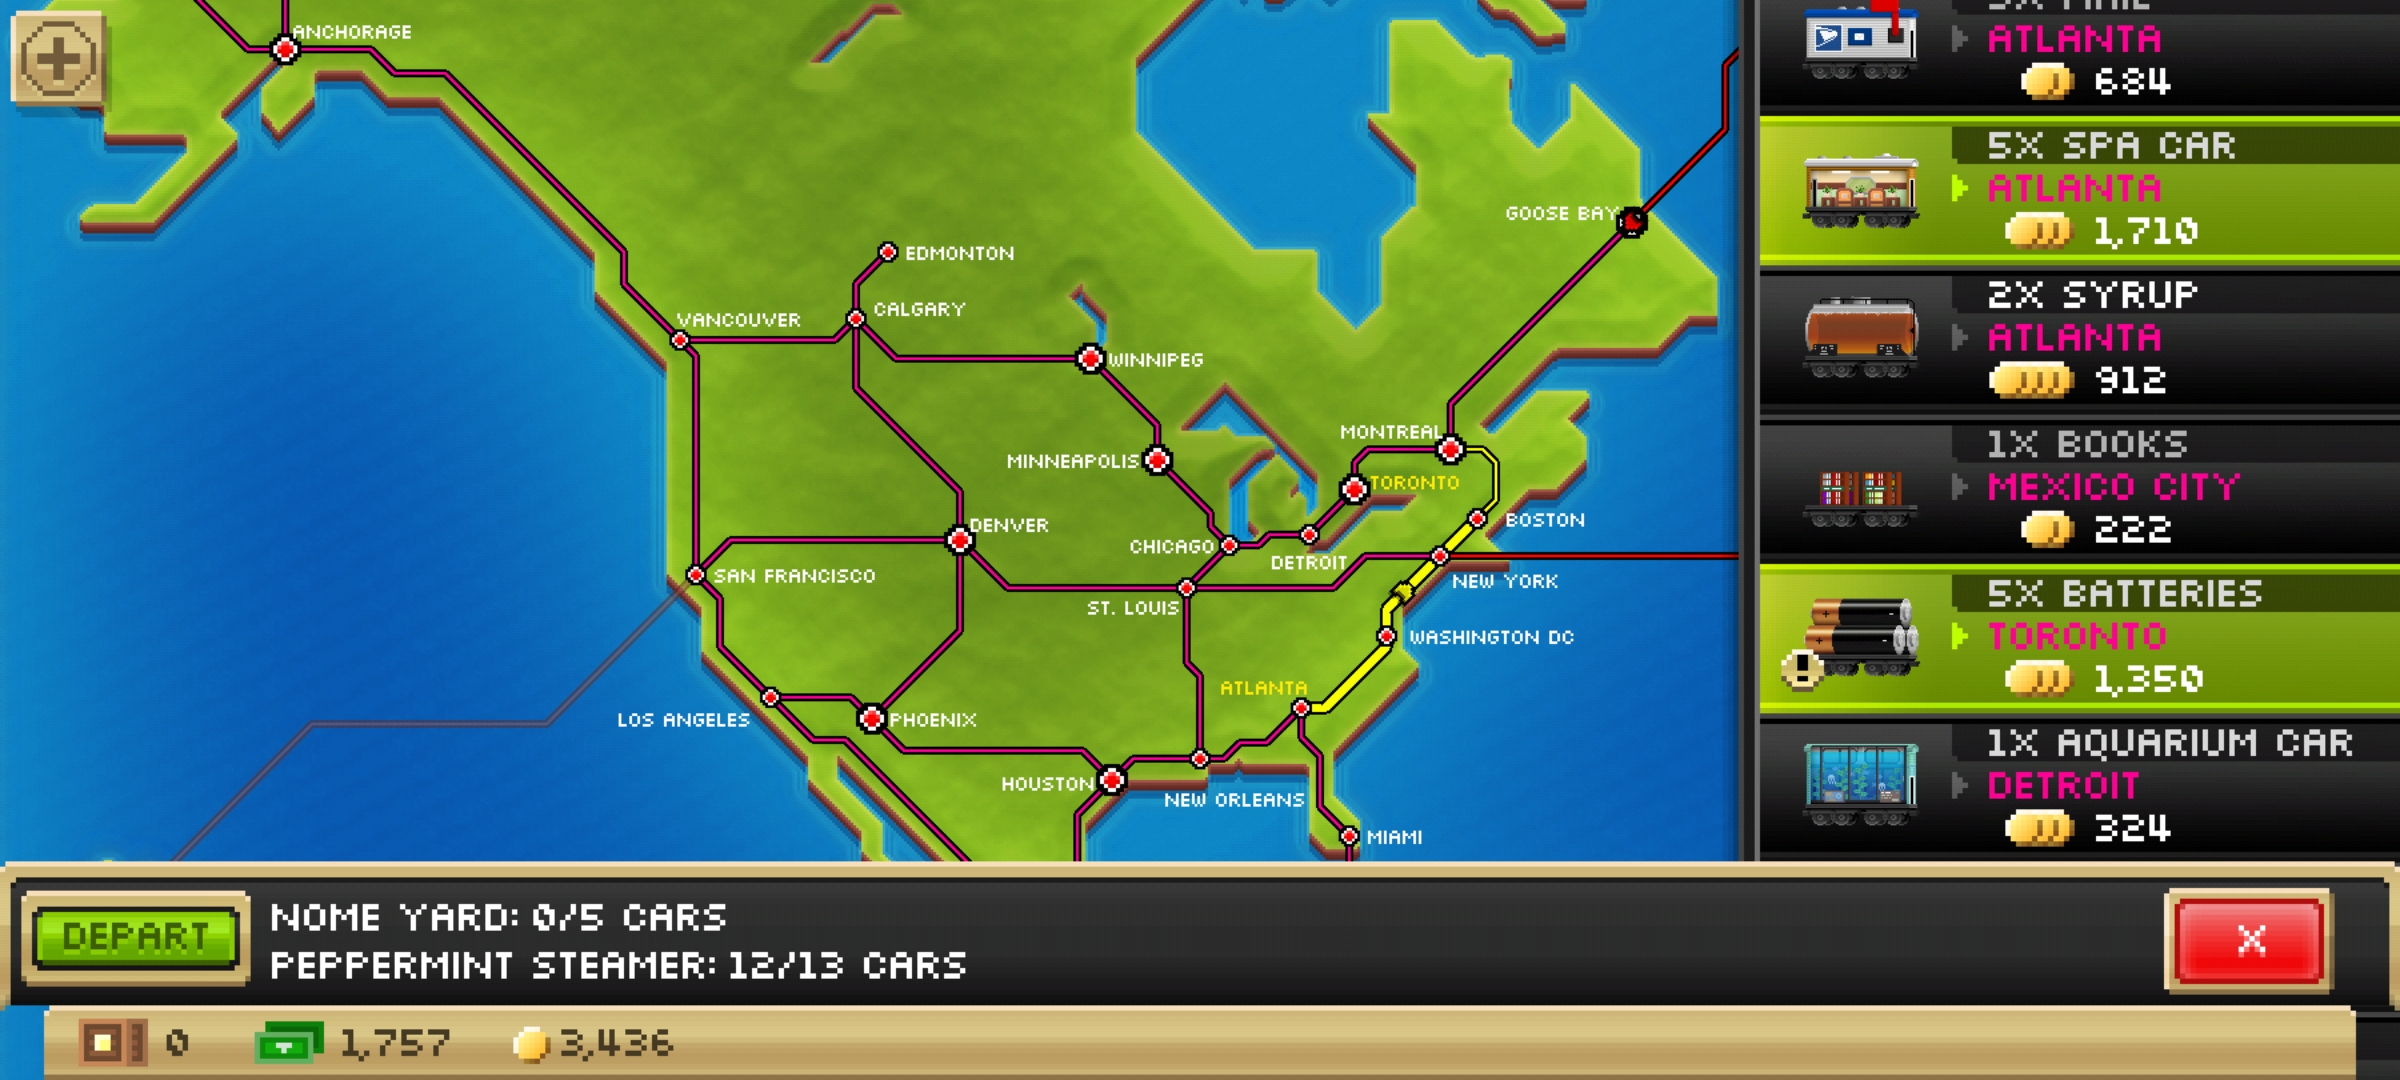 ANCHORAGE
GOOSE BAY
EDMONTON
CALGARY
VANCOUVER
WINNIPEG
MONTREAL
MINNEAPOLIS
TORONTO
BOSTON
DENVER
CHICAGO
DETROIT
SAN FRANCISCO
NEW YORK
ST. LOUIS
WASHINGTON DC
ATLANTA
LOS ANGELES
PHOENIX
HOUSTON
NEW ORLEANS
MIAMI
MAIL
ATLANTA
684
5X SPA CAR
ATLANTA
1,710
2X SYRUP
ATLANTA
912
1X BOOKS
MEXICO CITY
222
5X BATTERIES
TORONTO
1,350
1X AQUARIUM CAR
DETROIT
324
DEPART
NOME YARD: 0/5 CARS
PEPPERMINT STEAMER: 12/13 CARS
X
0
1,757
3,436